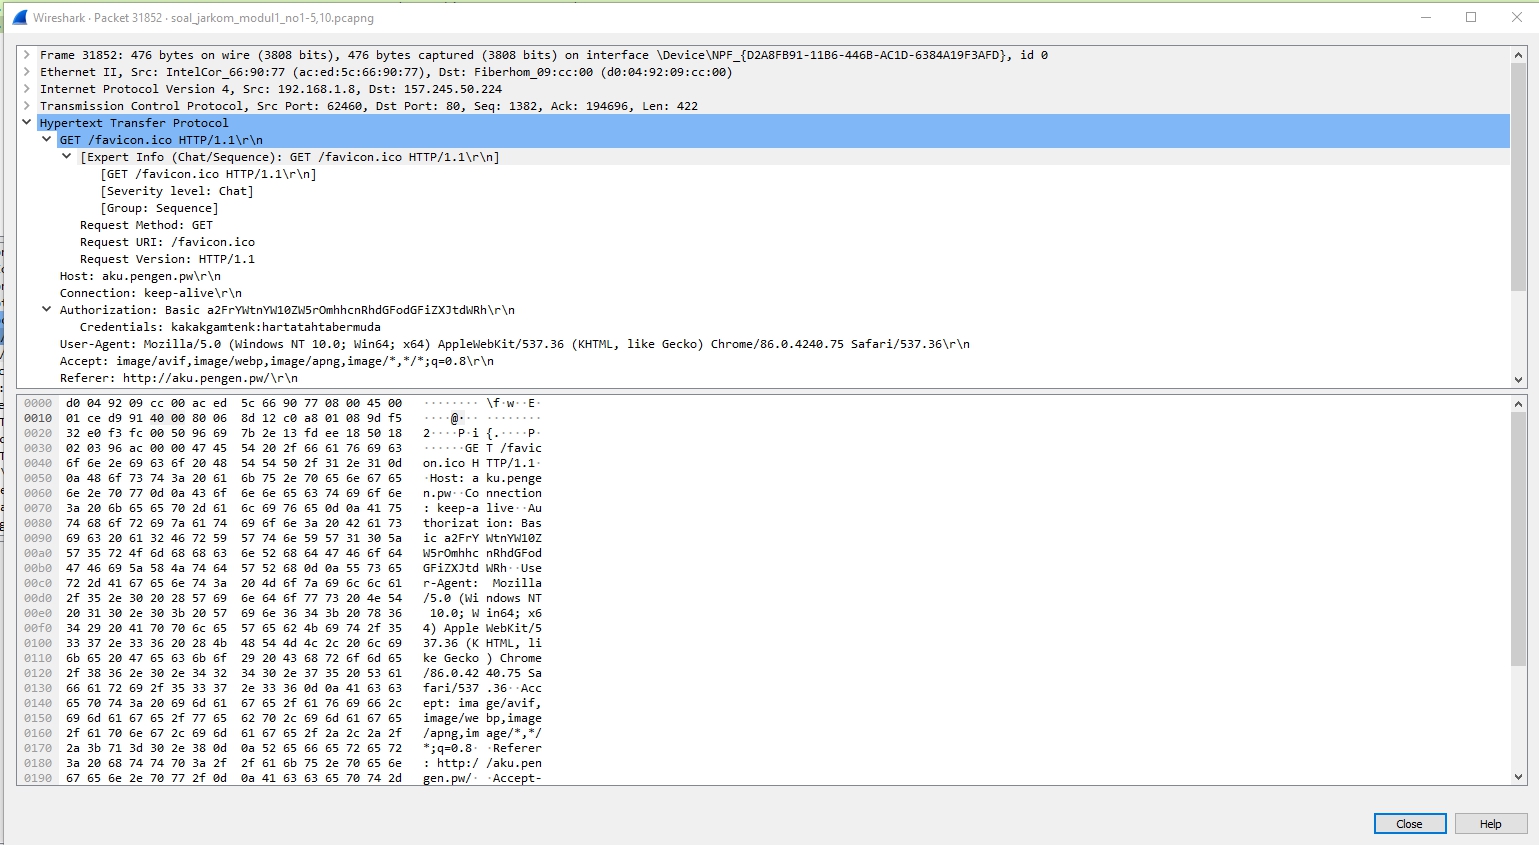 Wireshark · Packet 31852 · soal_jarkom_modul1_no1-5,10.pcapng
Frame 31852: 476 bytes on wire (3808 bits), 476 bytes captured (3808 bits) on interface \Device\NPF_{D2A8FB91-11B6-446B-AC1D-6384A19F3AFD}, id 0
Ethernet II, Src: IntelCor_66:90:77 (ac:ed:5c:66:90:77), Dst: Fiberhom_09:cc:00 (d0:04:92:09:cc:00)
Internet Protocol Version 4, Src: 192.168.1.8, Dst: 157.245.50.224
Transmission Control Protocol, Src Port: 62460, Dst Port: 80, Seq: 1382, Ack: 194696, Len: 422
Hypertext Transfer Protocol
GET /favicon.ico HTTP/1.1\r\n
[Expert Info (Chat/Sequence): GET /favicon.ico HTTP/1.1\r\n]
[GET /favicon.ico HTTP/1.1\r\n]
[Severity level: Chat]
[Group: Sequence]
Request Method: GET
Request URI: /favicon.ico
Request Version: HTTP/1.1
Host: aku.pengen.pw\r\n
Connection: keep-alive\r\n
Authorization: Basic a2FrYWtnYW10ZW5rOmhhcnRhdGFodGFiZXJtdWRh\r\n
Credentials: kakakgamtenk:hartatahtabermuda
User-Agent: Mozilla/5.0 (Windows NT 10.0; Win64; x64) AppleWebKit/537.36 (KHTML, like Gecko) Chrome/86.0.4240.75 Safari/537.36\r\n
Accept: image/avif,image/webp,image/apng,image/*,*/*;q=0.8\r\n
Referer: http://aku.pengen.pw/\r\n
0000 d0 04 92 09 cc 00 ac ed 5c 66 90 77 08 00 45 00 ········ \f·w··E·
0010 01 ce d9 91 40 00 80 06 8d 12 c0 a8 01 08 9d f5 ····@··· ········
0020 32 e0 f3 fc 00 50 96 69 7b 2e 13 fd ee 18 50 18 2····P·i {.····P·
0030 02 03 96 ac 00 00 47 45 54 20 2f 66 61 76 69 63 ······GE T /favic
0040 6f 6e 2e 69 63 6f 20 48 54 54 50 2f 31 2e 31 0d on.ico H TTP/1.1·
0050 0a 48 6f 73 74 3a 20 61 6b 75 2e 70 65 6e 67 65 ·Host: a ku.penge
0060 6e 2e 70 77 0d 0a 43 6f 6e 6e 65 63 74 69 6f 6e n.pw··Co nnection
0070 3a 20 6b 65 65 70 2d 61 6c 69 76 65 0d 0a 41 75 : keep-a live··Au
0080 74 68 6f 72 69 7a 61 74 69 6f 6e 3a 20 42 61 73 thorizat ion: Bas
0090 69 63 20 61 32 46 72 59 57 74 6e 59 57 31 30 5a ic a2FrY WtnYW10Z
00a0 57 35 72 4f 6d 68 68 63 6e 52 68 64 47 46 6f 64 W5rOmhhc nRhdGFod
00b0 47 46 69 5a 58 4a 74 64 57 52 68 0d 0a 55 73 65 GFiZXJtd WRh··Use
00c0 72 2d 41 67 65 6e 74 3a 20 4d 6f 7a 69 6c 6c 61 r-Agent: Mozilla
00d0 2f 35 2e 30 20 28 57 69 6e 64 6f 77 73 20 4e 54 /5.0 (Wi ndows NT
00e0 20 31 30 2e 30 3b 20 57 69 6e 36 34 3b 20 78 36 10.0; W in64; x6
00f0 34 29 20 41 70 70 6c 65 57 65 62 4b 69 74 2f 35 4) Apple WebKit/5
0100 33 37 2e 33 36 20 28 4b 48 54 4d 4c 2c 20 6c 69 37.36 (K HTML, li
0110 6b 65 20 47 65 63 6b 6f 29 20 43 68 72 6f 6d 65 ke Gecko ) Chrome
0120 2f 38 36 2e 30 2e 34 32 34 30 2e 37 35 20 53 61 /86.0.42 40.75 Sa
0130 66 61 72 69 2f 35 33 37 2e 33 36 0d 0a 41 63 63 fari/537 .36··Acc
0140 65 70 74 3a 20 69 6d 61 67 65 2f 61 76 69 66 2c ept: ima ge/avif,
0150 69 6d 61 67 65 2f 77 65 62 70 2c 69 6d 61 67 65 image/we bp,image
0160 2f 61 70 6e 67 2c 69 6d 61 67 65 2f 2a 2c 2a 2f /apng,im age/*,*/
0170 2a 3b 71 3d 30 2e 38 0d 0a 52 65 66 65 72 65 72 *;q=0.8· ·Referer
0180 3a 20 68 74 74 70 3a 2f 2f 61 6b 75 2e 70 65 6e : http:/ /aku.pen
0190 67 65 6e 2e 70 77 2f 0d 0a 41 63 63 65 70 74 2d gen.pw/· ·Accept-
Close Help